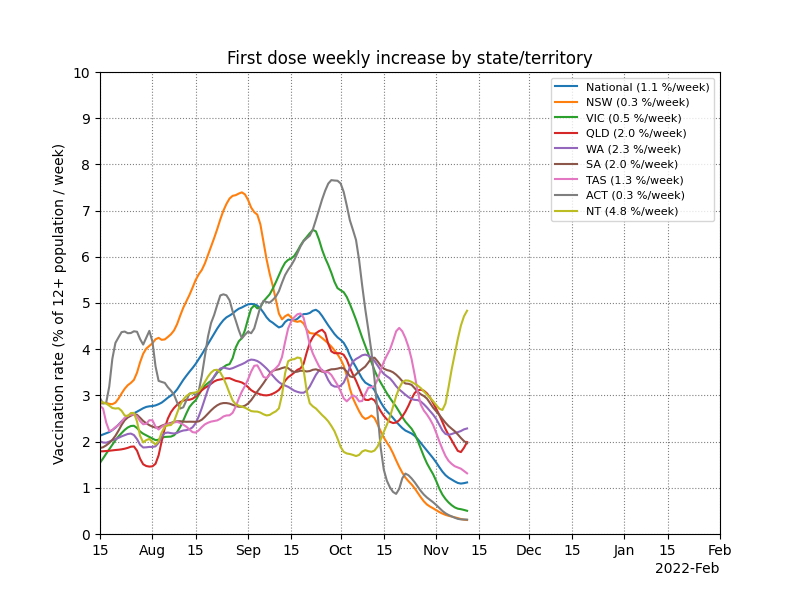 First dose weekly increase by state/territory
Vaccination rate (% of 12+ population / week)
10
9
8
7
6
5
4
3
2
1
0
National (1.1 %/week)
NSW (0.3 %/week)
VIC (0.5 %/week)
QLD (2.0 %/week)
WA (2.3 %/week)
SA (2.0 %/week)
TAS (1.3 %/week)
ACT (0.3 %/week)
NT (4.8 %/week)
15 Aug 15 Sep 15 Oct 15 Nov 15 Dec 15 Jan 15 Feb
2022-Feb